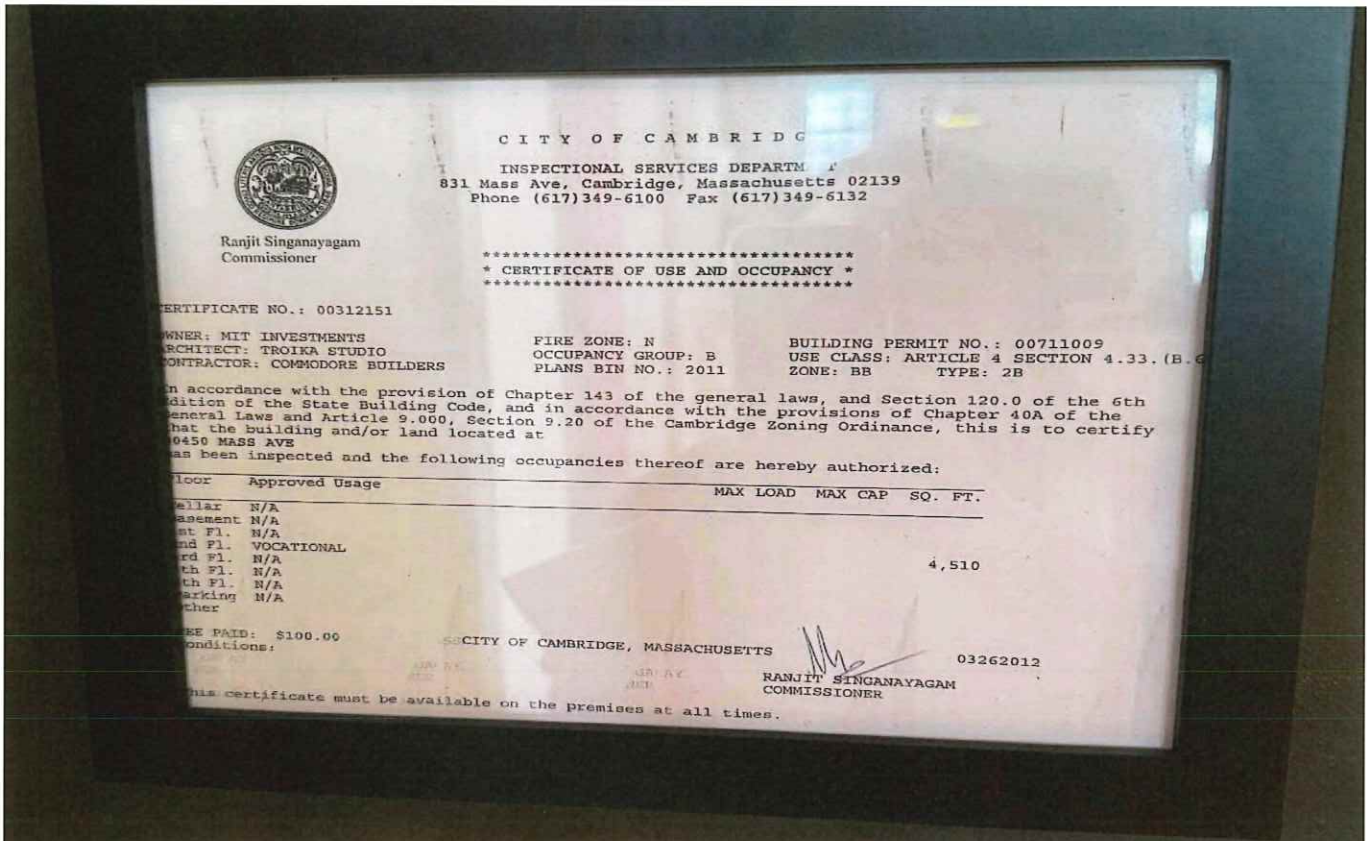 CITY OF CAMBRIDG
INSPECTIONAL SERVICES DEPARTM
831 Mass Ave, Cambridge, Massachusetts 02139
Phone (617)349-6100 Fax (617)349-6132
Ranjit Singanayagam
Commissioner
*************************************
* CERTIFICATE OF USE AND OCCUPANCY *
*************************************
ERTIFICATE NO.: 00312151
WNER: MIT INVESTMENTS FIRE ZONE: N BUILDING PERMIT NO.: 00711009
RCHITECT: TROIKA STUDIO OCCUPANCY GROUP: B USE CLASS: ARTICLE 4 SECTION 4.33.(B.6
ONTRACTOR: COMMODORE BUILDERS PLANS BIN NO.: 2011 ZONE: BB TYPE: 2B
n accordance with the provision of Chapter 143 of the general laws, and Section 120.0 of the 6th
dition of the State Building Code, and in accordance with the provisions of Chapter 40A of the
eneral Laws and Article 9.000, Section 9.20 of the Cambridge Zoning Ordinance, this is to certify
hat the building and/or land located at
0450 MASS AVE
as been inspected and the following occupancies thereof are hereby authorized:
loor Approved Usage MAX LOAD MAX CAP SQ. FT.
ellar N/A
asement N/A
st Fl. N/A
nd Fl. VOCATIONAL 4,510
rd Fl. N/A
th Fl. N/A
th Fl. N/A
arking N/A
ther
EE PAID: $100.00 CITY OF CAMBRIDGE, MASSACHUSETTS
onditions:
03262012
RANJIT SINGANAYAGAM
COMMISSIONER
his certificate must be available on the premises at all times.